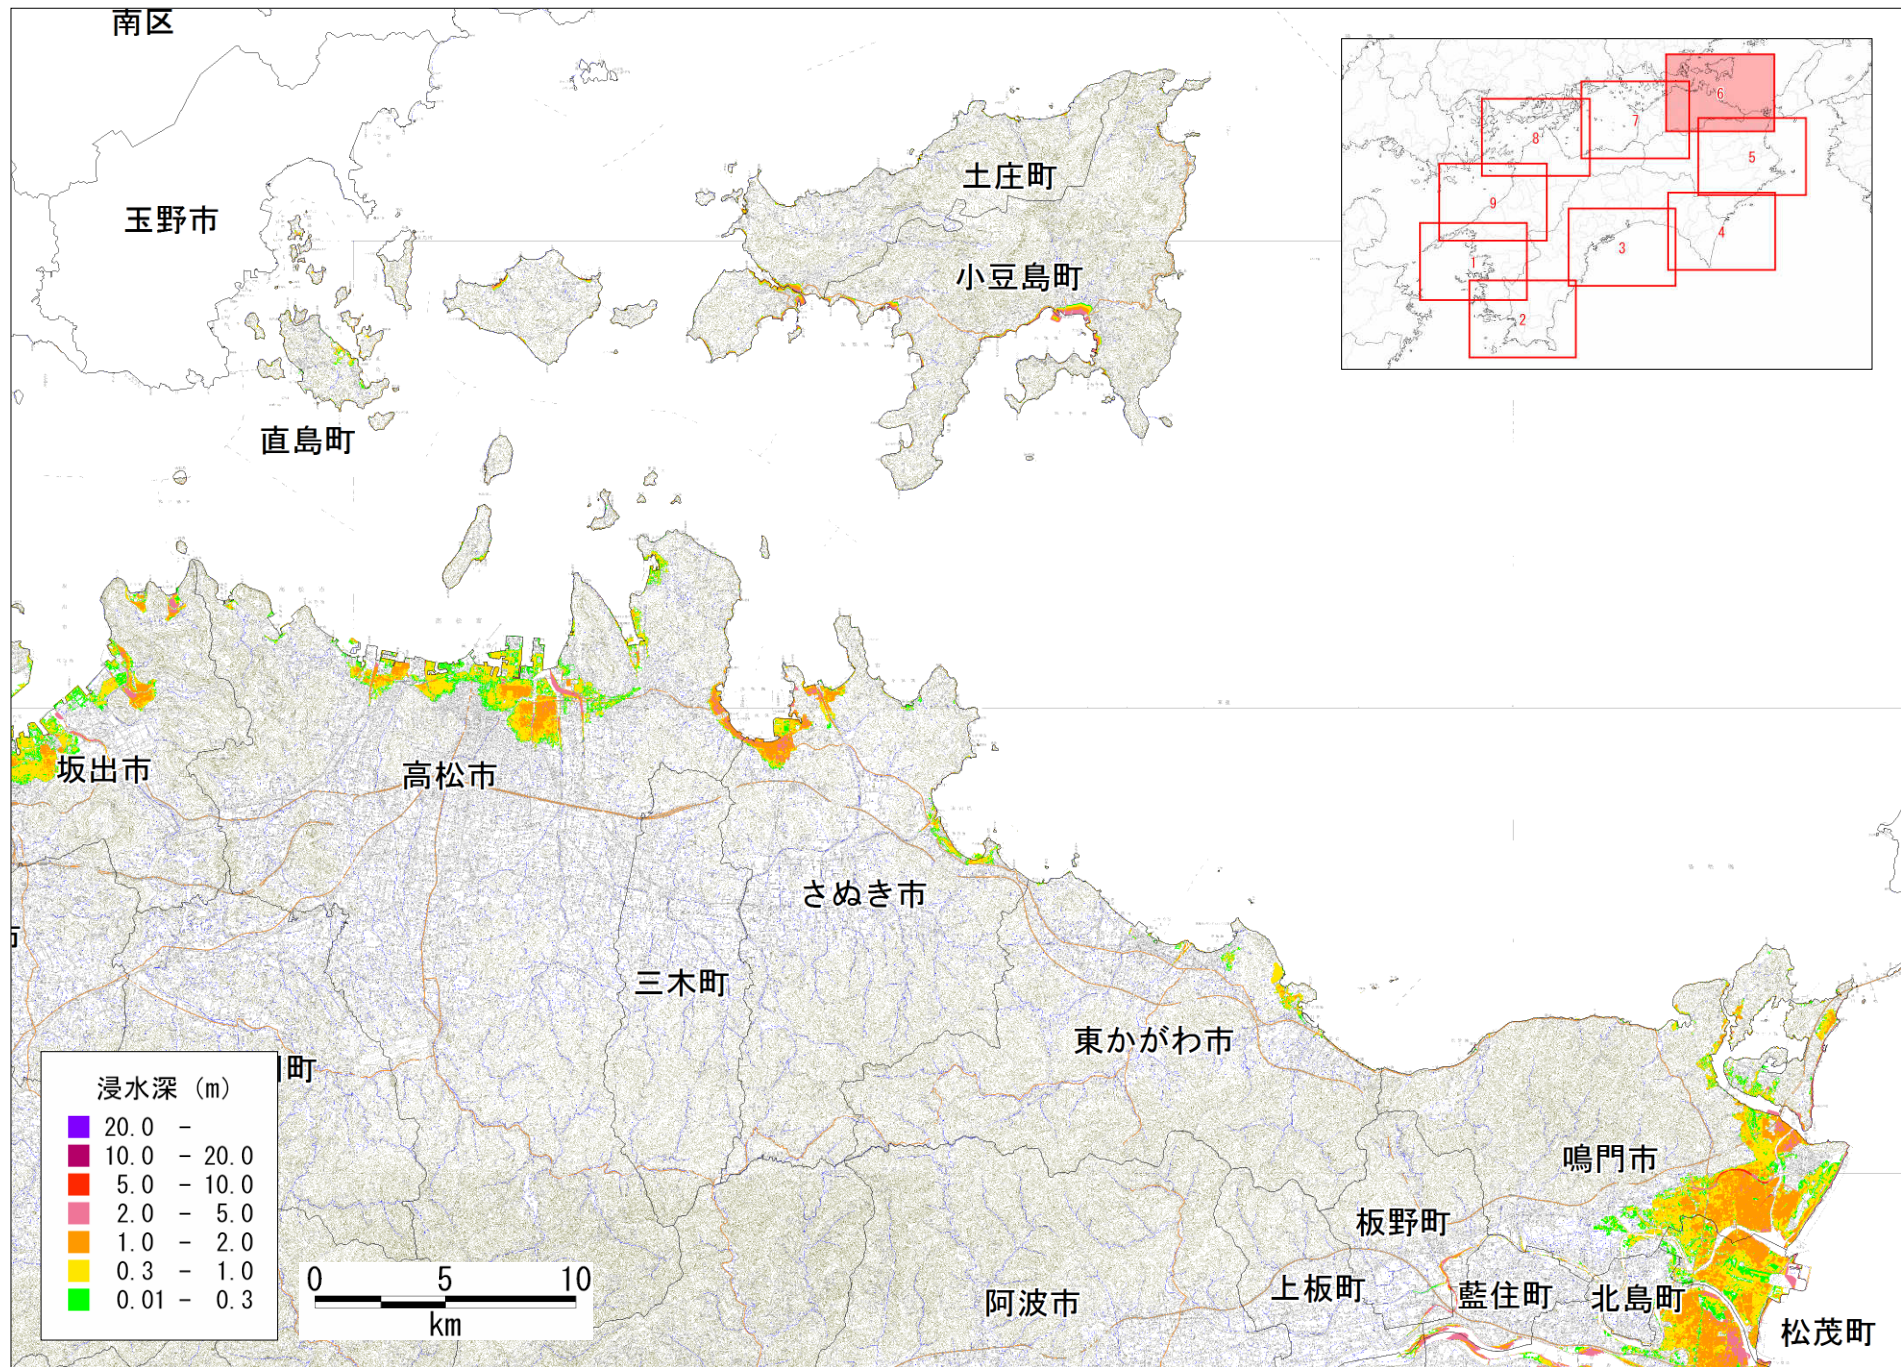 南区
玉野市
土庄町
小豆島町
直島町
坂出市
高松市
さぬき市
三木町
東かがわ市
鳴門市
板野町
上板町
藍住町
北島町
松茂町
阿波市
町
市
6
7
8
5
9
4
3
1
2
浸水深 (m)
20.0 -
10.0 - 20.0
5.0 - 10.0
2.0 - 5.0
1.0 - 2.0
0.3 - 1.0
0.01 - 0.3
0 5 10
km